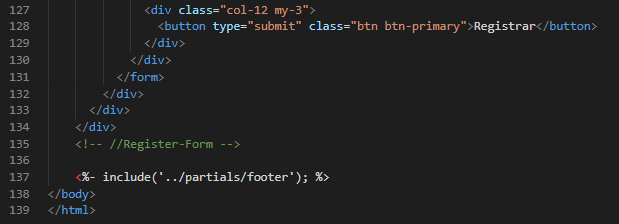 127 <div class="col-12 my-3">
128 <button type="submit" class="btn btn-primary">Registrar</button>
129 </div>
130 </div>
131 </form>
132 </div>
133 </div>
134 </div>
135 <!-- //Register-Form -->
136
137 <%- include('../partials/footer'); %>
138 </body>
139 </html>